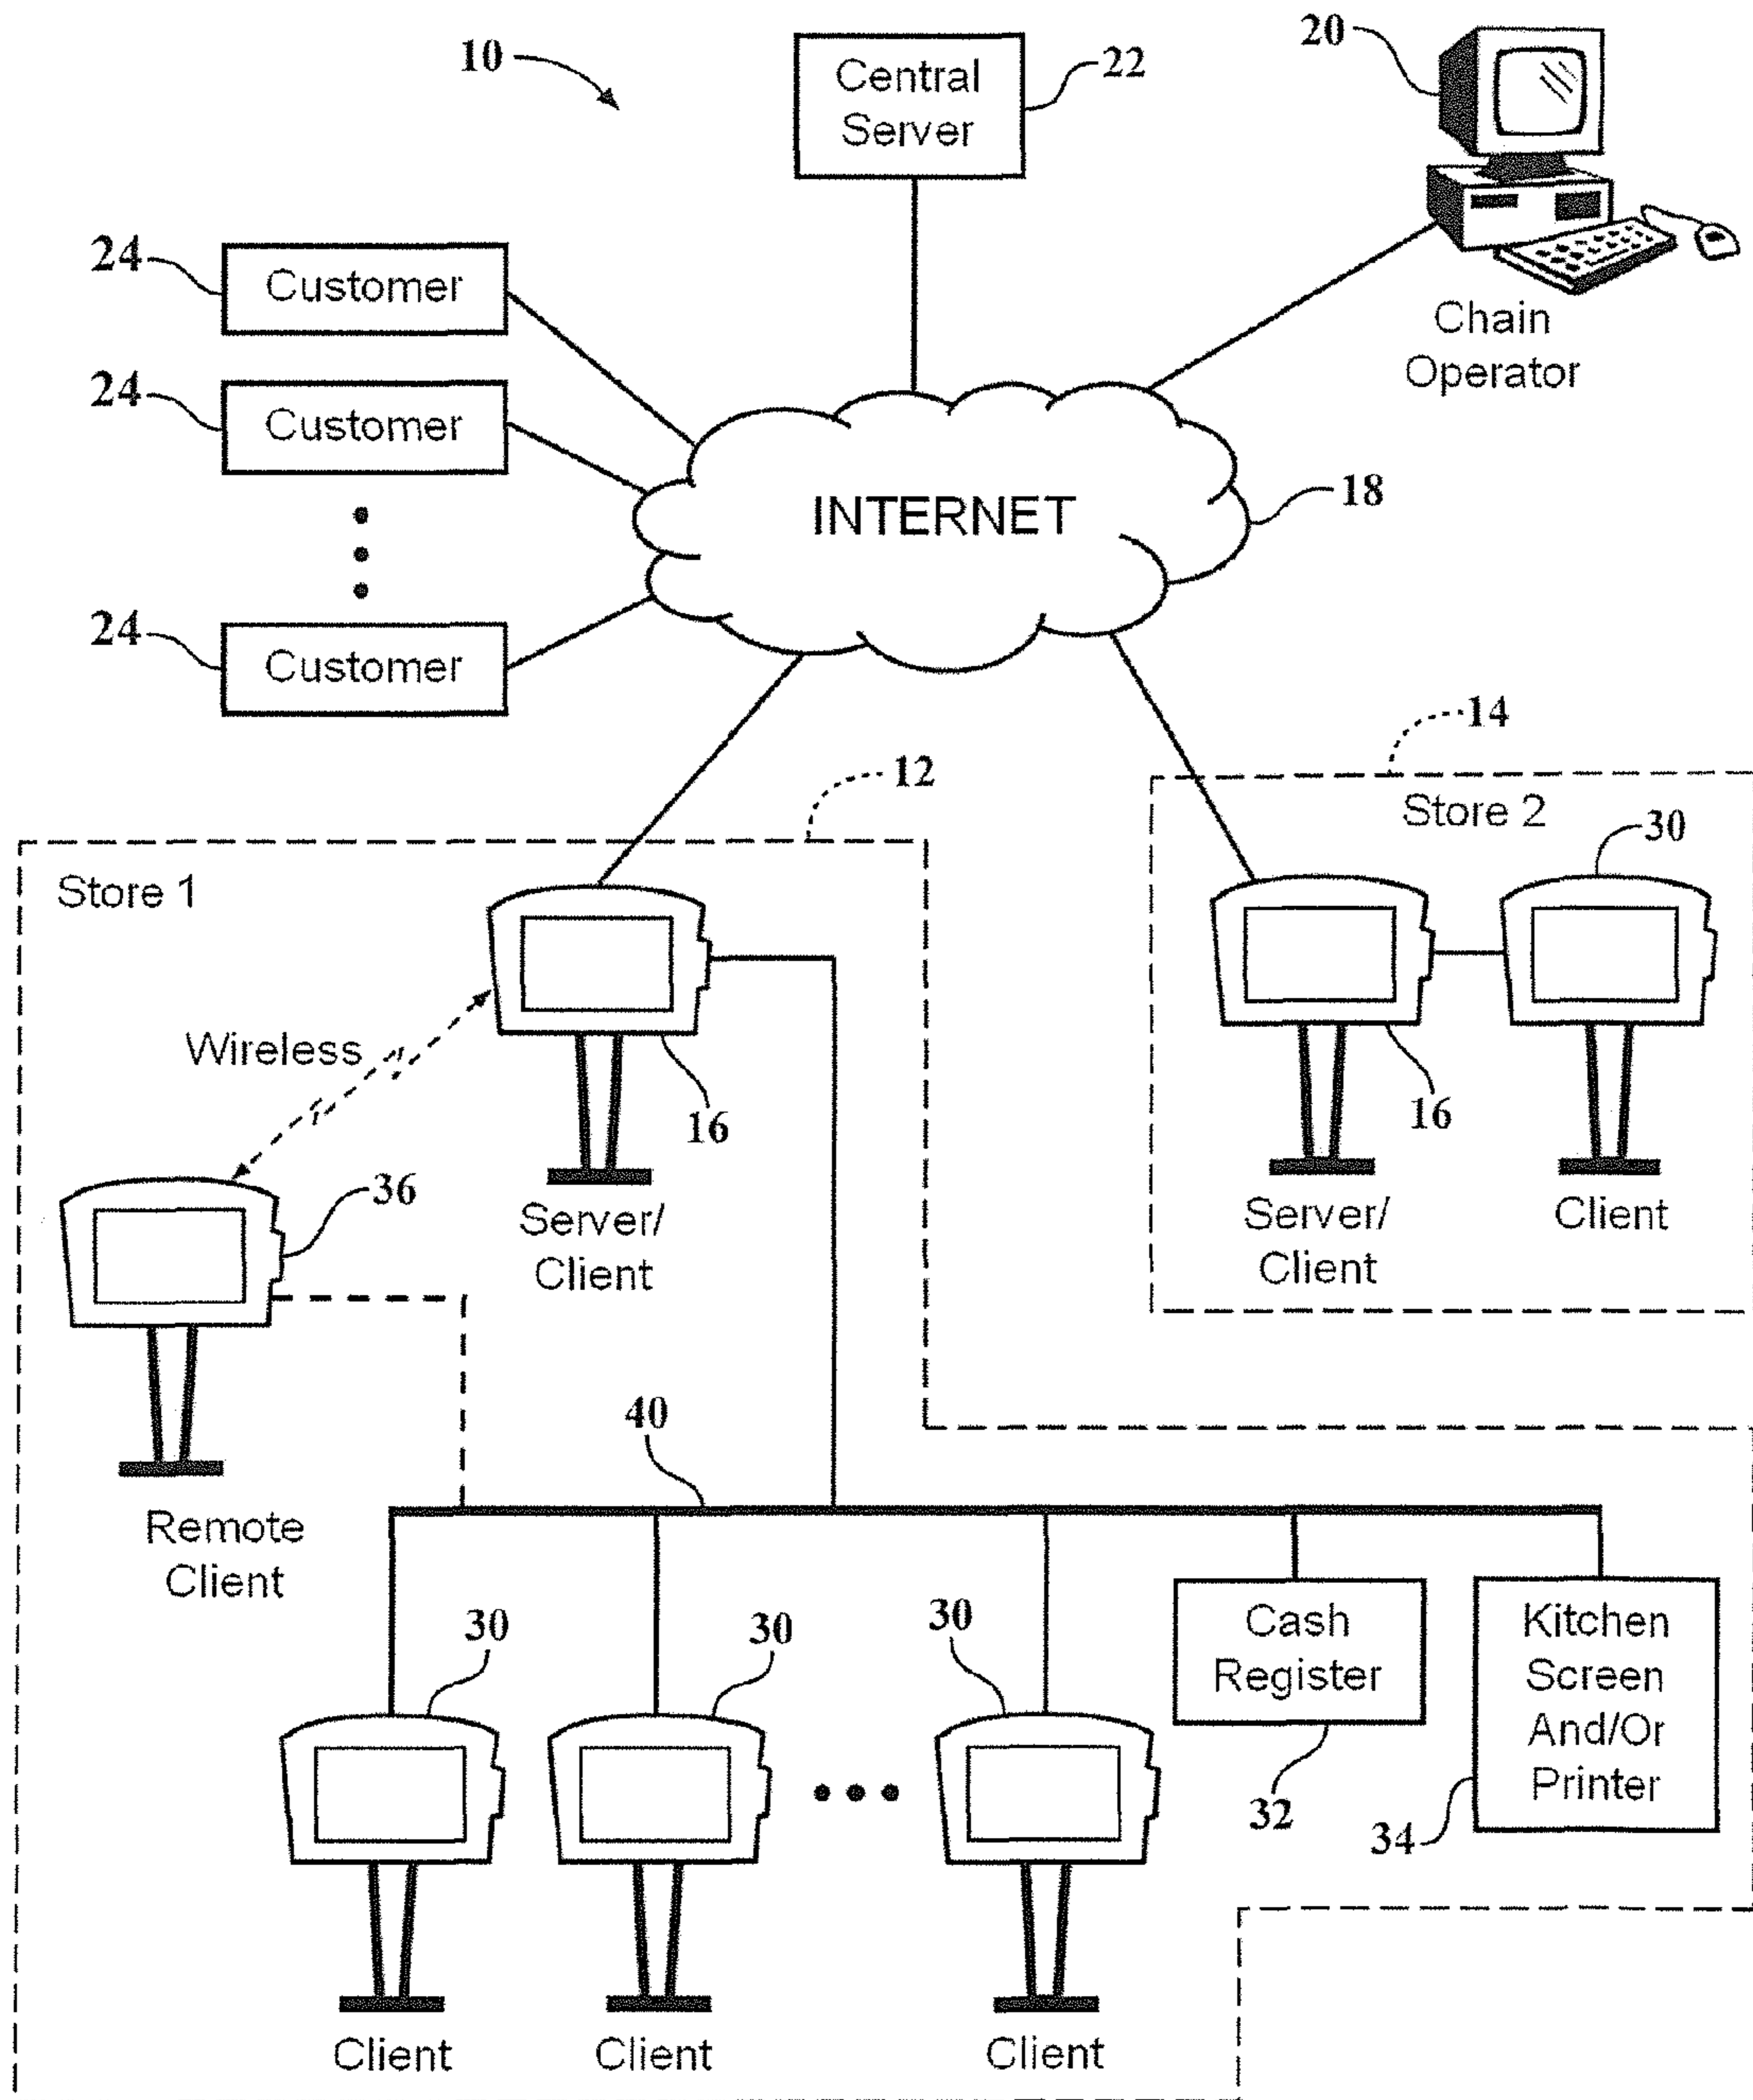 10
Central
Server
22
20
Chain
Operator
24
Customer
24
Customer
24
Customer
INTERNET
18
12
14
Store 1
Store 2
30
Wireless
16
16
36
Server/
Client
Server/
Client
Client
Remote
Client
40
30
30
30
Cash
Register
32
Kitchen
Screen
And/Or
Printer
34
Client
Client
Client